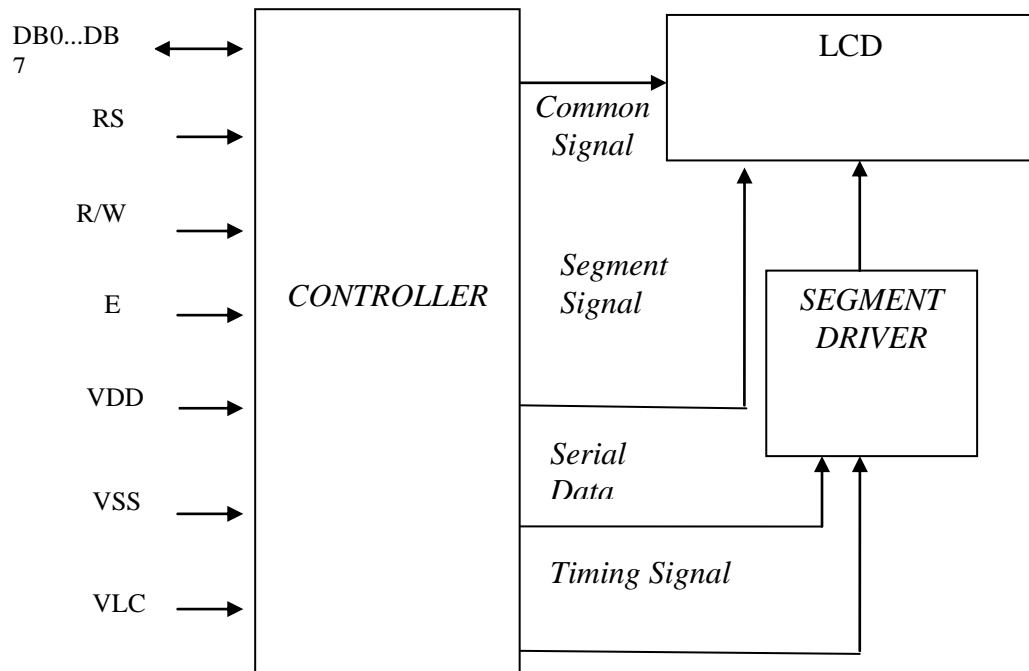 DB0...DB
7
RS
R/W
E
VDD
VSS
VLC
CONTROLLER
Common
Signal
Segment
Signal
Serial
Data
Timing Signal
LCD
SEGMENT
DRIVER